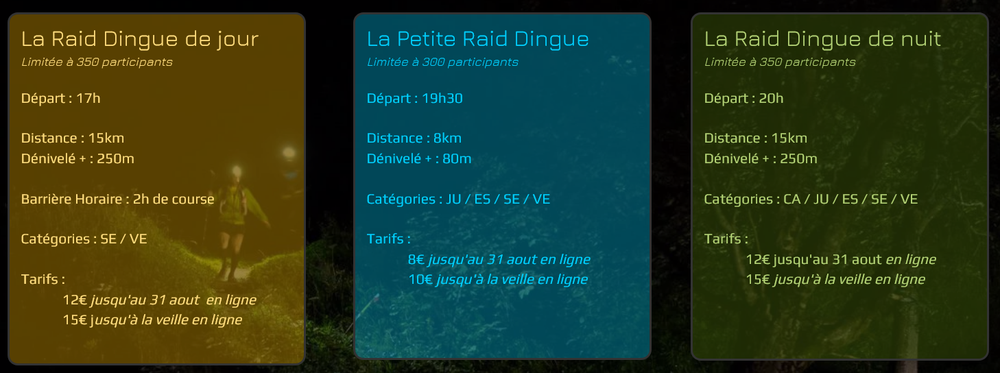 La Raid Dingue de jour
Limitée à 350 participants
Départ : 17h
Distance : 15km
Dénivelé + : 250m
Barrière Horaire : 2h de course
Catégories : SE / VE
Tarifs :
12€ jusqu'au 31 aout  en ligne
15€ jusqu'à la veille en ligne
La Petite Raid Dingue
Limitée à 300 participants
Départ : 19h30
Distance : 8km
Dénivelé + : 80m
Catégories : JU / ES / SE / VE
Tarifs :
8€ jusqu'au 31 aout en ligne
10€ jusqu'à la veille en ligne
La Raid Dingue de nuit
Limitée à 350 participants
Départ : 20h
Distance : 15km
Dénivelé + : 250m
Catégories : CA / JU / ES / SE / VE
Tarifs :
12€ jusqu'au 31 aout en ligne
15€ jusqu'à la veille en ligne